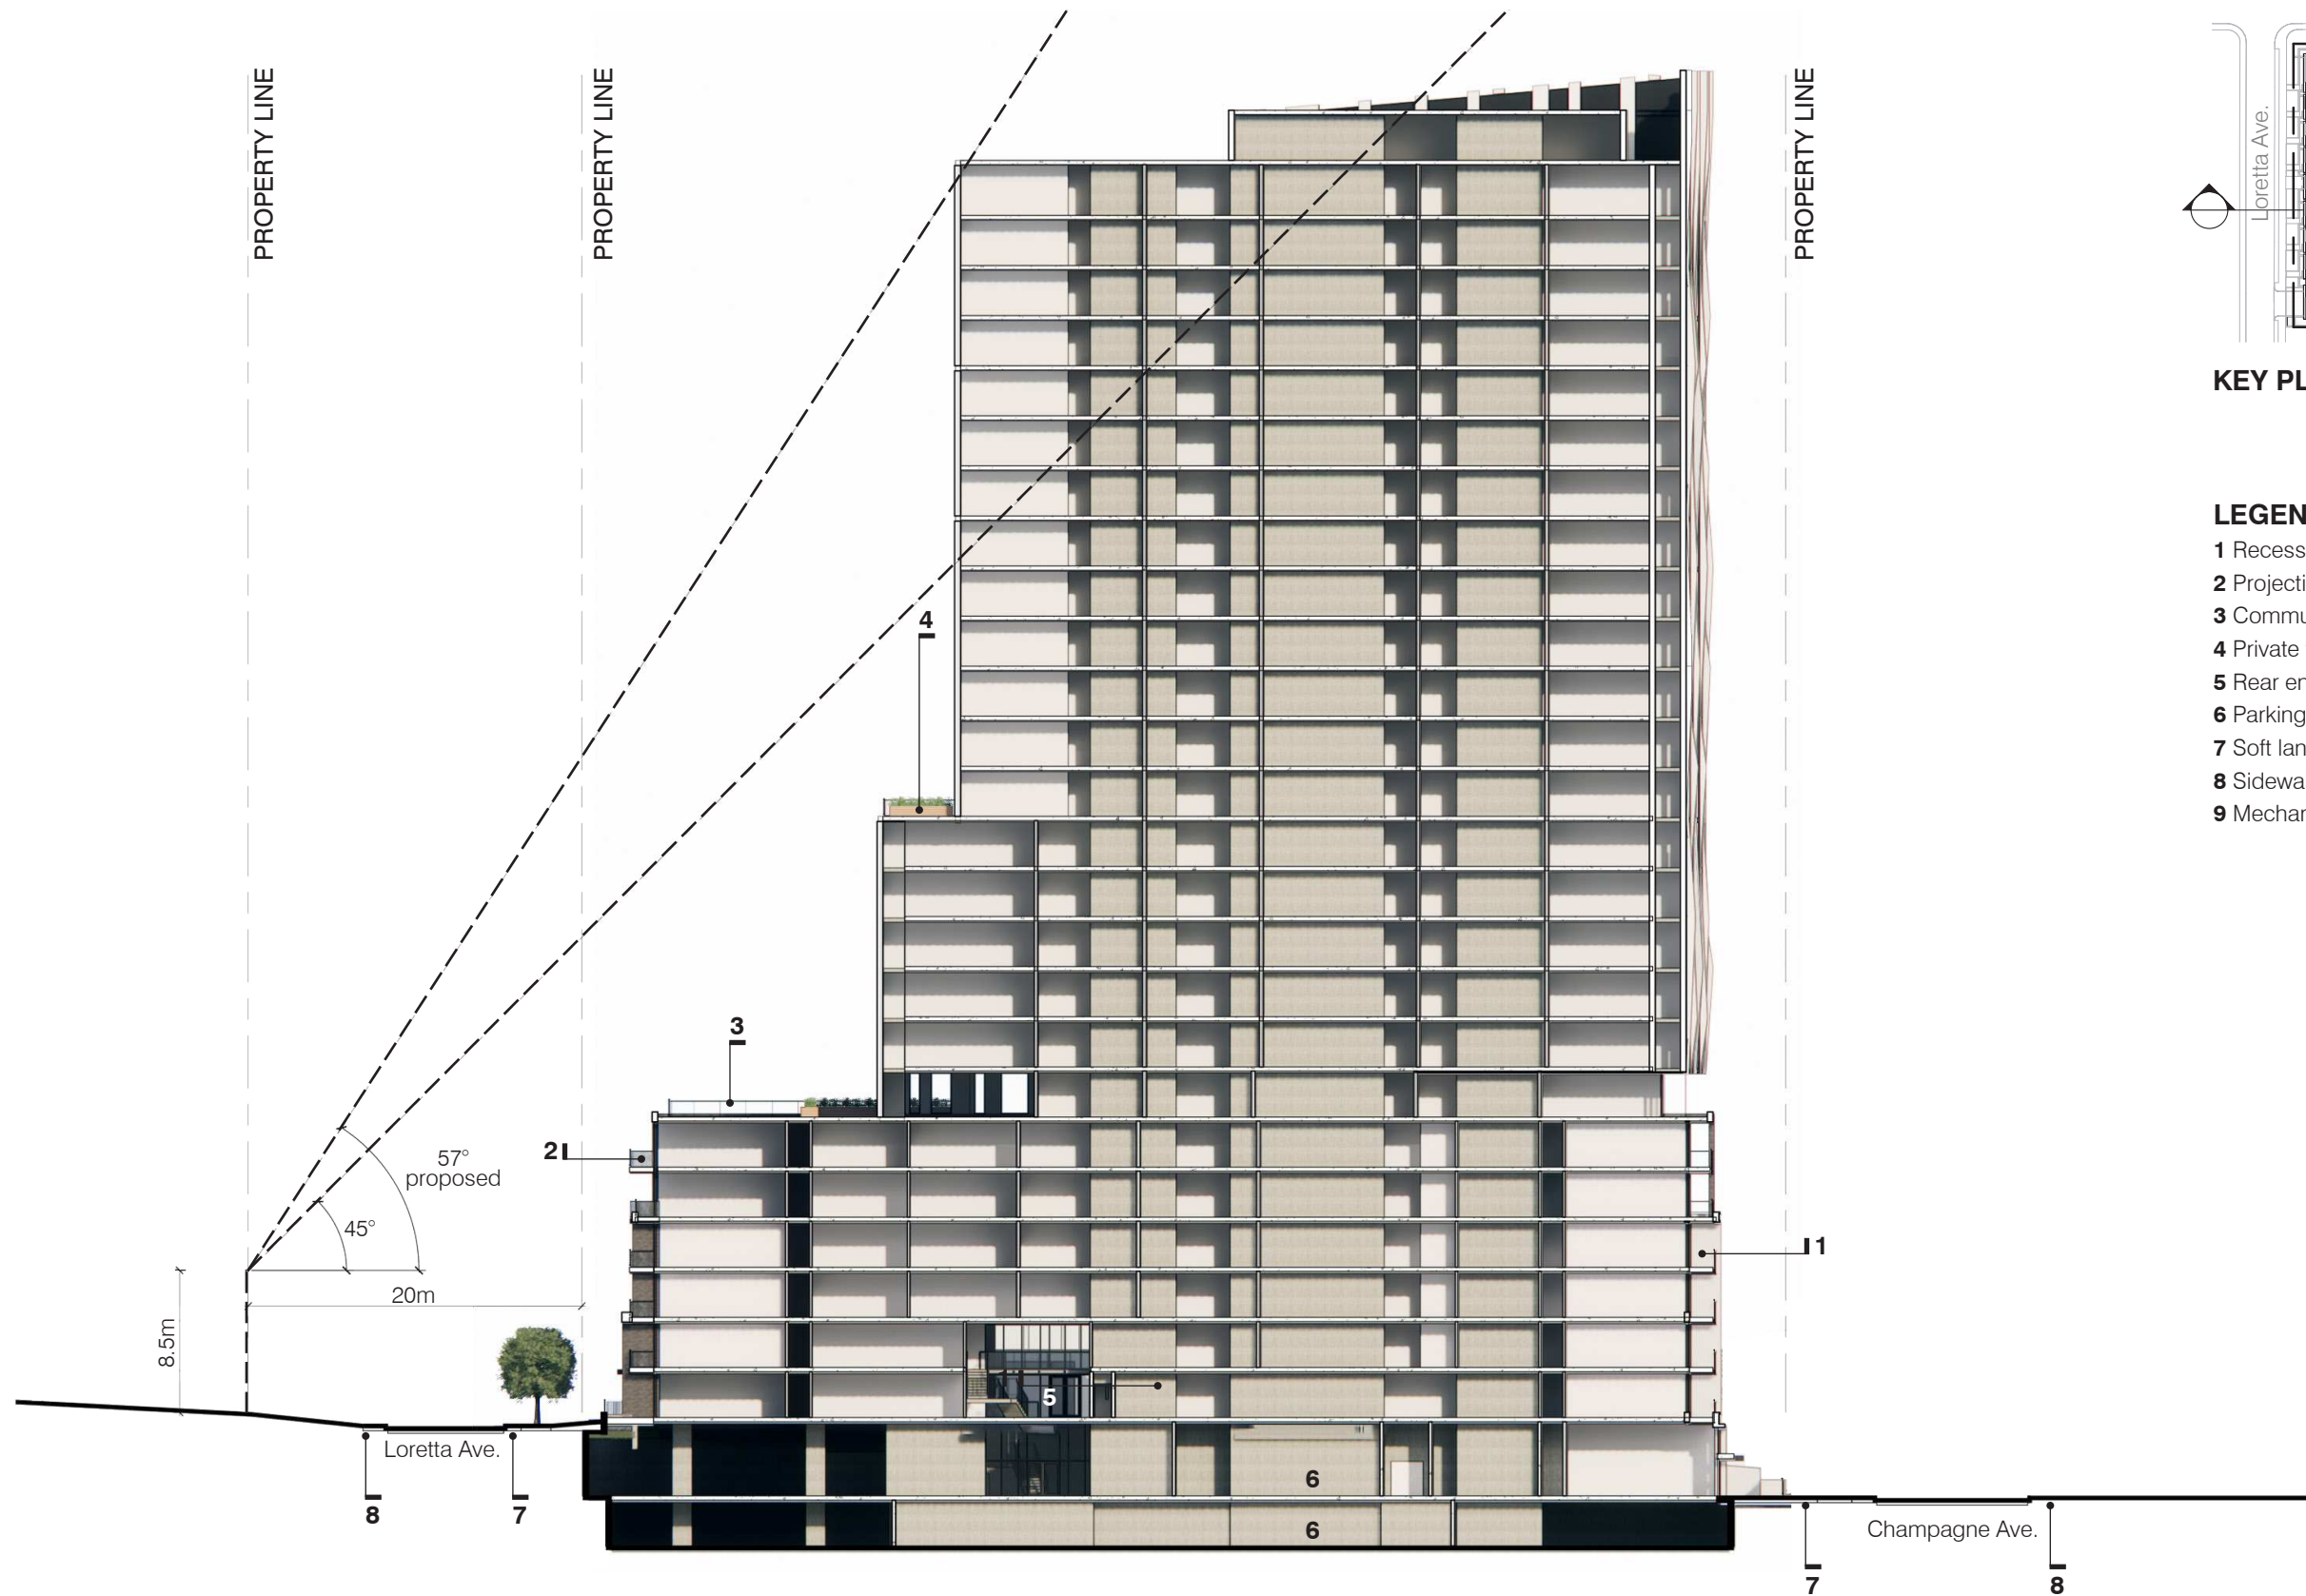 PROPERTY LINE
PROPERTY LINE
PROPERTY LINE
Loretta Ave.
KEY PL
LEGEN
1 Recess
2 Projecti
3 Commu
4 Private
5 Rear en
6 Parking
7 Soft lan
8 Sidewa
9 Mechan
4
3
2
57°
proposed
45°
1
20m
8.5m
5
Loretta Ave.
6
8
7
6
Champagne Ave.
7
8